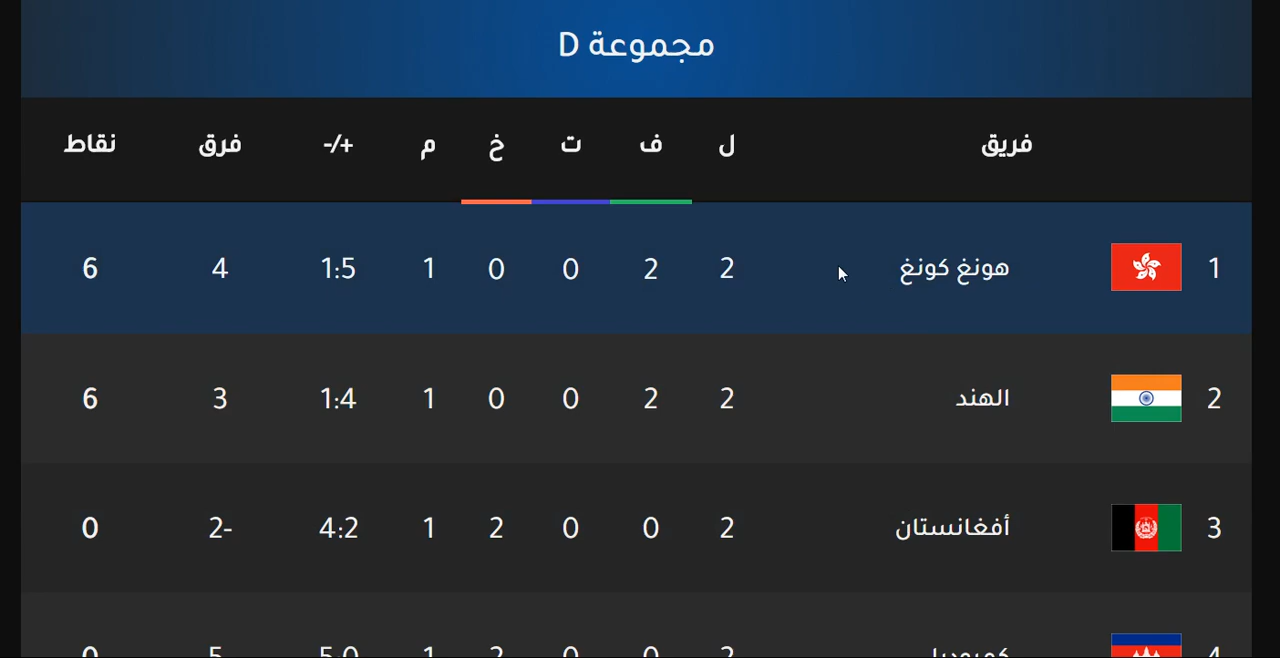 مجموعة D
فريق ل ف ت خ م +/- فرق نقاط
1 هونغ كونغ 2 2 0 0 1 1:5 4 6
2 الهند 2 2 0 0 1 1:4 3 6
3 أفغانستان 2 0 0 2 1 4:2 2- 0
4 كمبوديا 2 0 0 2 1 5:0 5 0